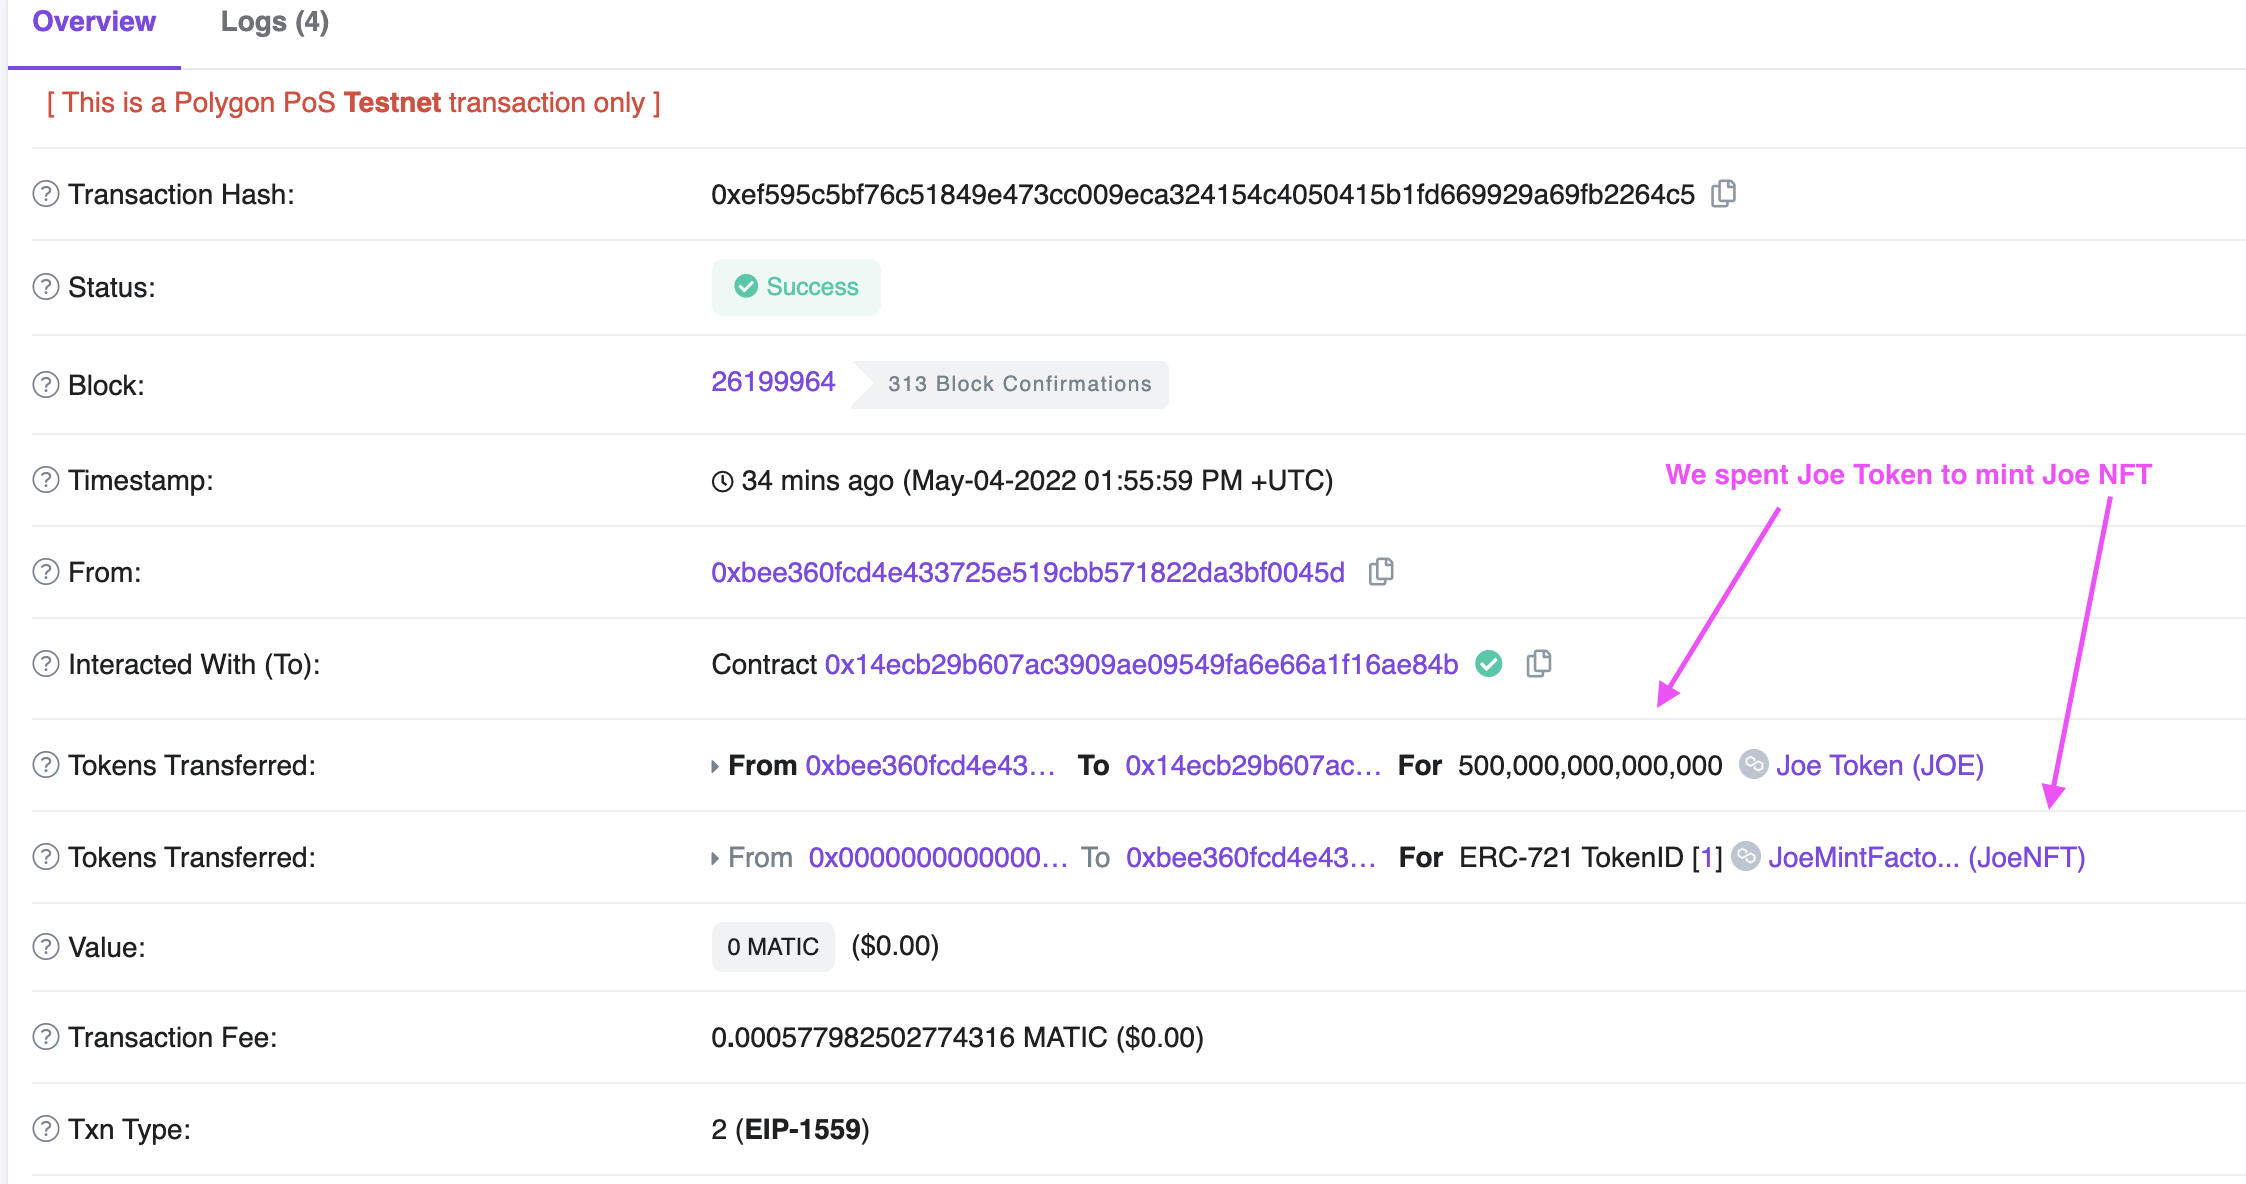 Overview Logs (4)
[ This is a Polygon PoS Testnet transaction only ]
Transaction Hash: 0xef595c5bf76c51849e473cc009eca324154c4050415b1fd669929a69fb2264c5
Status: Success
Block: 26199964 313 Block Confirmations
Timestamp: 34 mins ago (May-04-2022 01:55:59 PM +UTC)
We spent Joe Token to mint Joe NFT
From: 0xbee360fcd4e433725e519cbb571822da3bf0045d
Interacted With (To): Contract 0x14ecb29b607ac3909ae09549fa6e66a1f16ae84b
Tokens Transferred: From 0xbee360fcd4e43... To 0x14ecb29b607ac... For 500,000,000,000,000 Joe Token (JOE)
Tokens Transferred: From 0x0000000000000... To 0xbee360fcd4e43... For ERC-721 TokenID [1] JoeMintFacto... (JoeNFT)
Value: 0 MATIC ($0.00)
Transaction Fee: 0.000577982502774316 MATIC ($0.00)
Txn Type: 2 (EIP-1559)